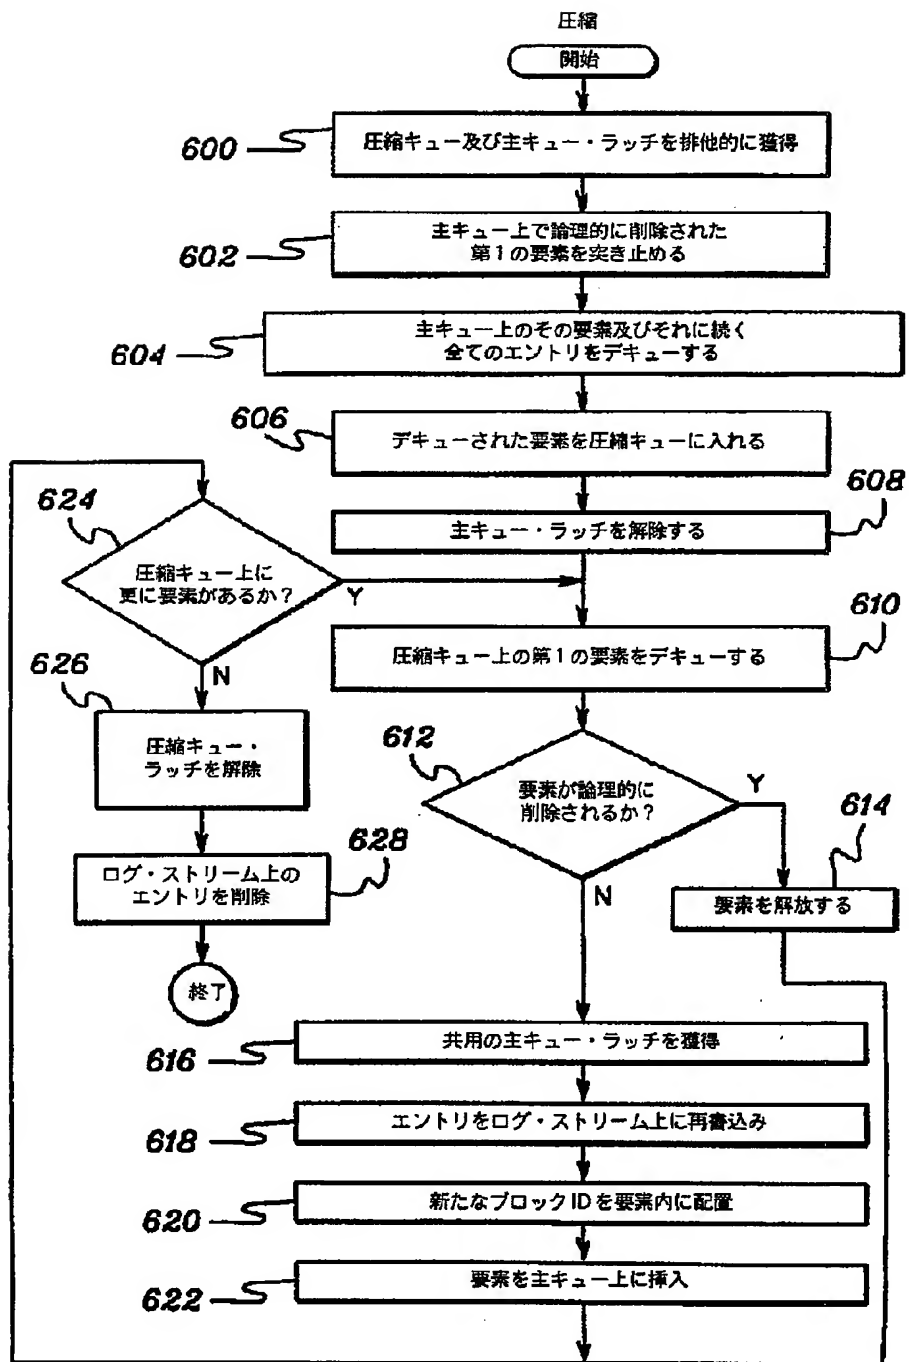 圧縮
開始
600
圧縮キュー及び主キュー・ラッチを排他的に獲得
602
主キュー上で論理的に削除された
第1の要素を突き止める
604
主キュー上のその要素及びそれに続く
全てのエントリをデキューする
606
デキューされた要素を圧縮キューに入れる
608
主キュー・ラッチを解除する
624
圧縮キュー上に
更に要素があるか?
Y
N
610
圧縮キュー上の第1の要素をデキューする
626
圧縮キュー・
ラッチを解除
612
要素が論理的に
削除されるか?
Y
N
614
要素を解放する
628
ログ・ストリーム上の
エントリを削除
終了
616
共用の主キュー・ラッチを獲得
618
エントリをログ・ストリーム上に再書込み
620
新たなブロックIDを要素内に配置
622
要素を主キュー上に挿入